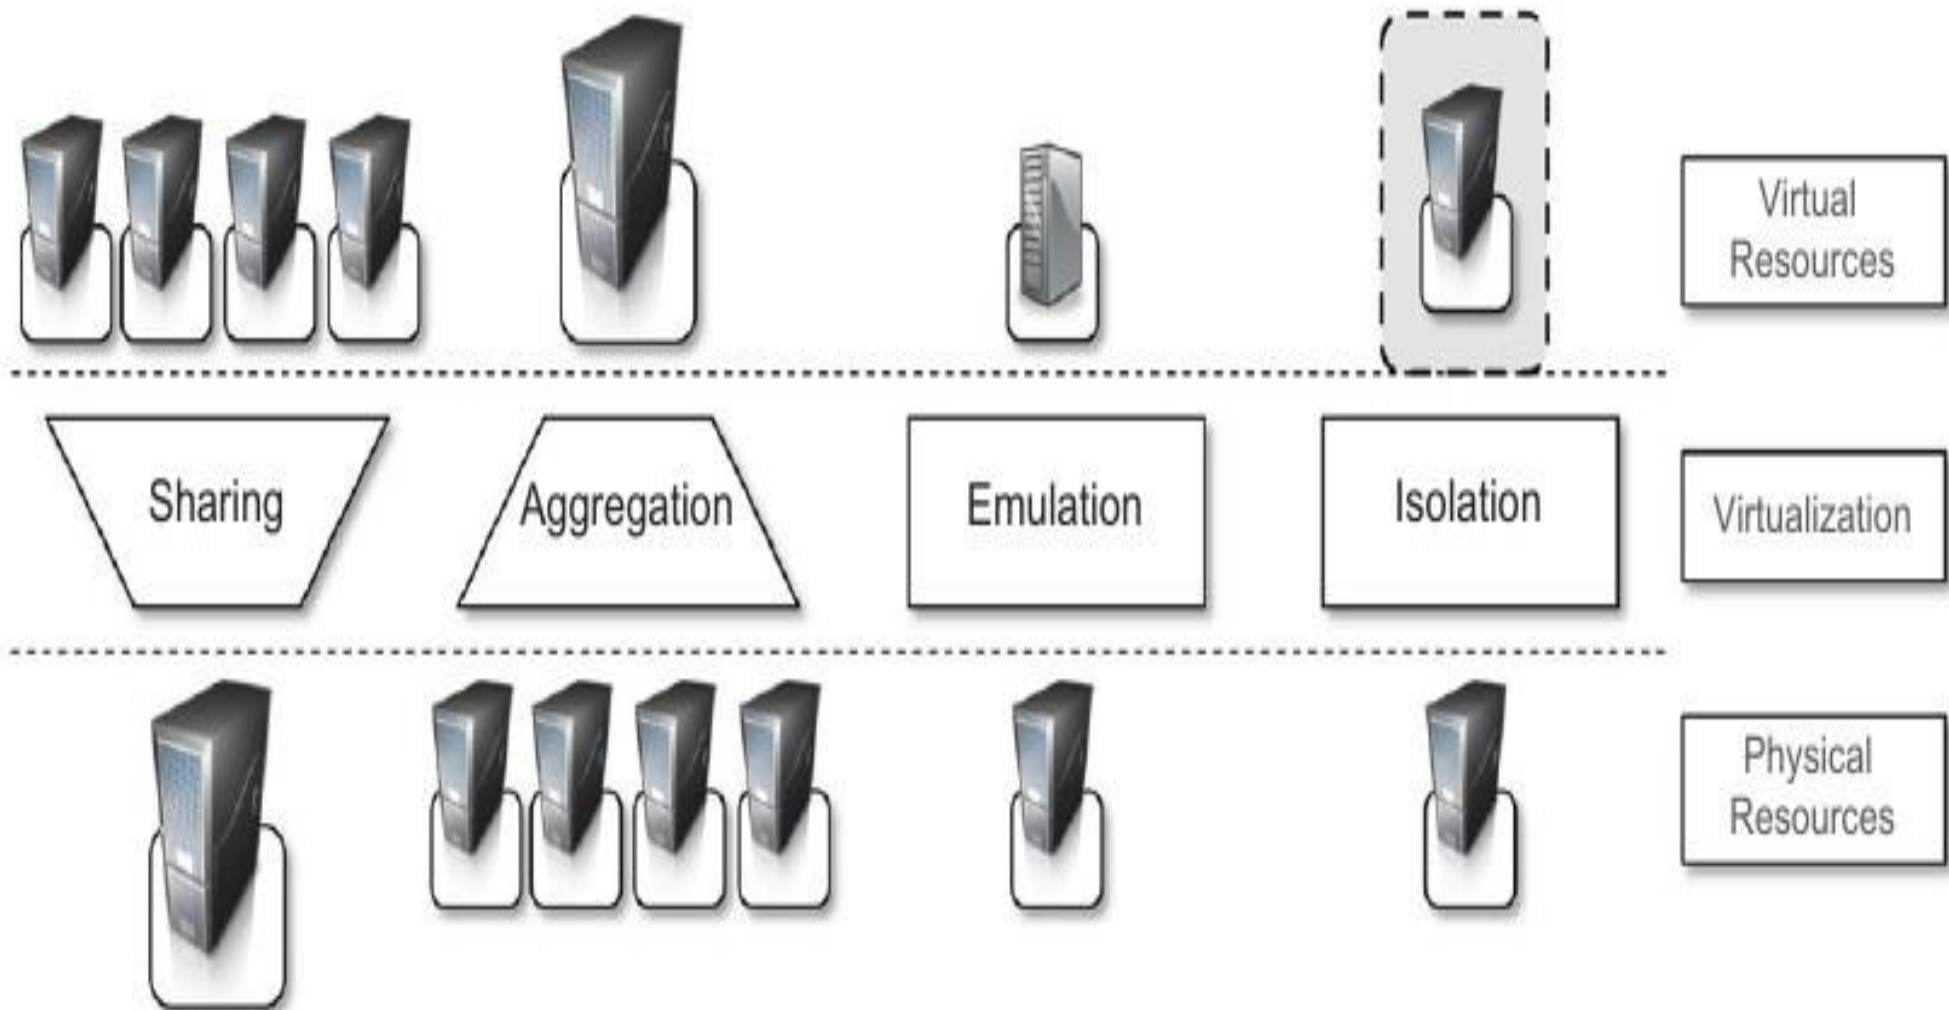 Virtual
Resources
Sharing
Aggregation
Emulation
Isolation
Virtualization
Physical
Resources